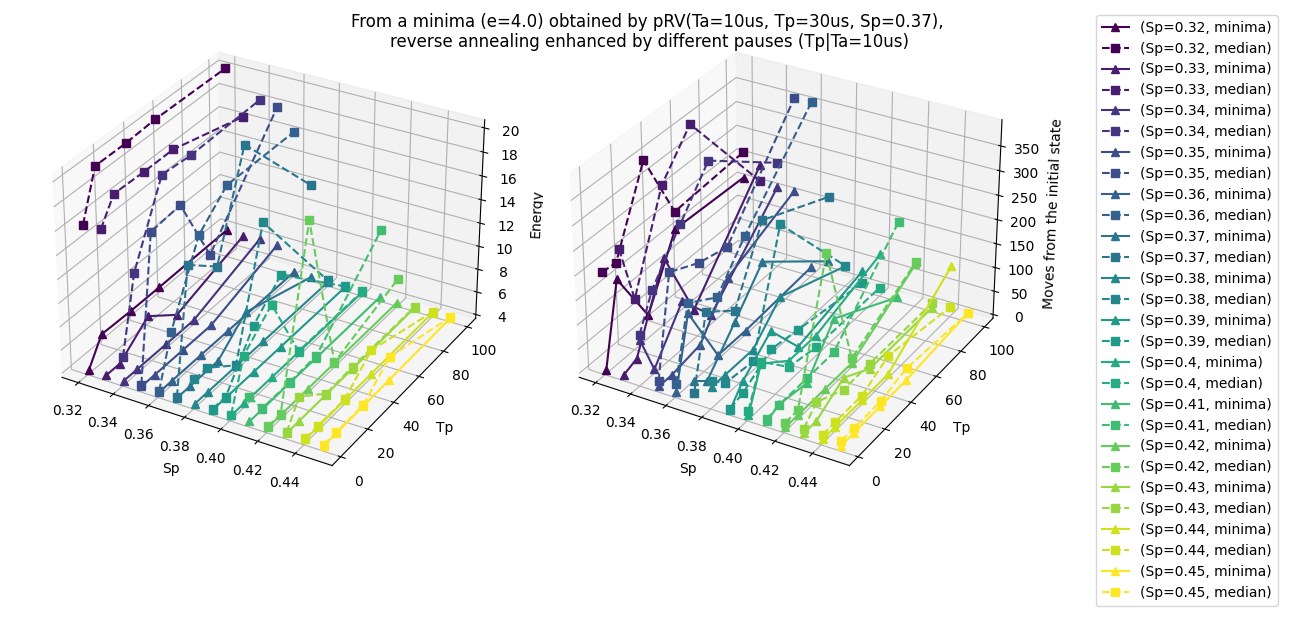 From a minima (e=4.0) obtained by pRV(Ta=10us, Tp=30us, Sp=0.37),
reverse annealing enhanced by different pauses (Tp|Ta=10us)
20
18
16
14
12
10
8
6
4
Energy
0.32
0.34
0.36
0.38
0.40
0.42
0.44
Sp
0
20
40
60
80
100
Tp
350
300
250
200
150
100
50
0
Moves from the initial state
0.32
0.34
0.36
0.38
0.40
0.42
0.44
Sp
0
20
40
60
80
100
Tp
(Sp=0.32, minima)
(Sp=0.32, median)
(Sp=0.33, minima)
(Sp=0.33, median)
(Sp=0.34, minima)
(Sp=0.34, median)
(Sp=0.35, minima)
(Sp=0.35, median)
(Sp=0.36, minima)
(Sp=0.36, median)
(Sp=0.37, minima)
(Sp=0.37, median)
(Sp=0.38, minima)
(Sp=0.38, median)
(Sp=0.39, minima)
(Sp=0.39, median)
(Sp=0.4, minima)
(Sp=0.4, median)
(Sp=0.41, minima)
(Sp=0.41, median)
(Sp=0.42, minima)
(Sp=0.42, median)
(Sp=0.43, minima)
(Sp=0.43, median)
(Sp=0.44, minima)
(Sp=0.44, median)
(Sp=0.45, minima)
(Sp=0.45, median)